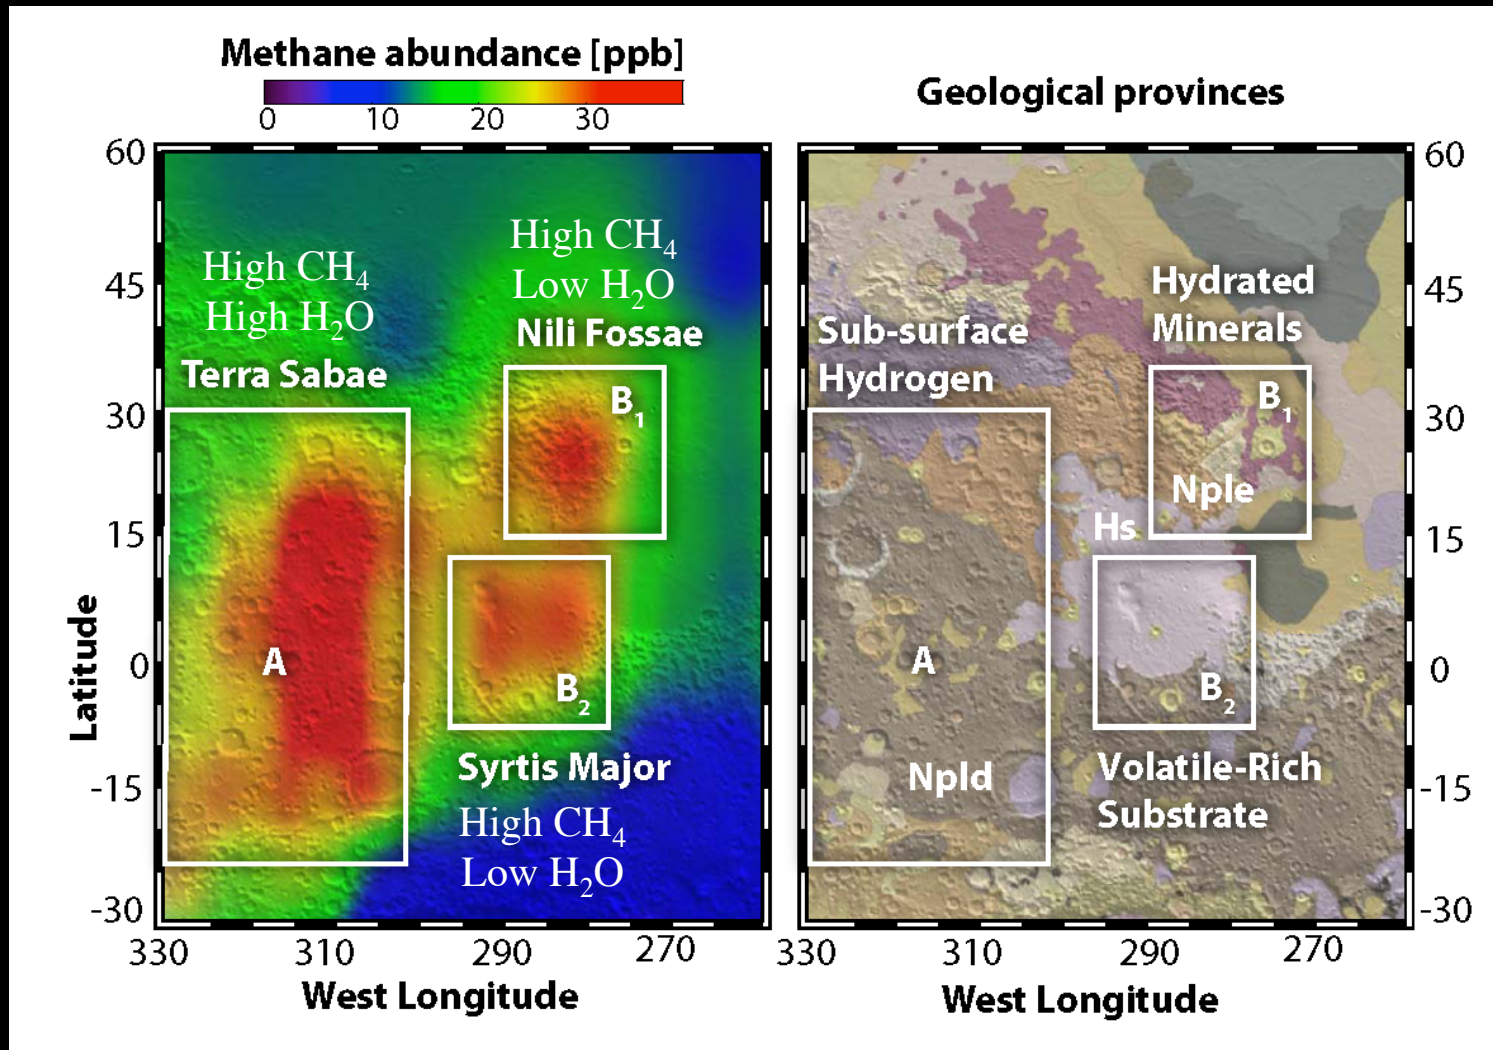 Methane abundance [ppb]
0 10 20 30
Geological provinces
60
45
30
15
0
-15
-30
Latitude
High CH₄
High H₂O
Terra Sabae
High CH₄
Low H₂O
Nili Fossae
B₁
A
B₂
Syrtis Major
High CH₄
Low H₂O
330 310 290 270
West Longitude
Sub-surface
Hydrogen
Hydrated
Minerals
B₁
Nple
Hs
A
B₂
Npld
Volatile-Rich
Substrate
60
45
30
15
0
-15
-30
330 310 290 270
West Longitude